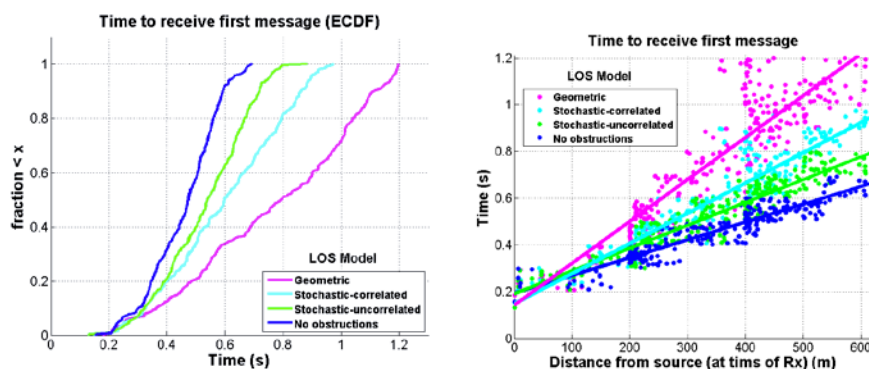 Time to receive first message (ECDF)
fraction < x
1
0.8
0.6
0.4
0.2
0
LOS Model
Geometric
Stochastic-correlated
Stochastic-uncorrelated
No obstructions
0 0.2 0.4 0.6 0.8 1 1.2
Time (s)
Time to receive first message
Time (s)
1.2
1
0.8
0.6
0.4
0.2
0
LOS Model
Geometric
Stochastic-correlated
Stochastic-uncorrelated
No obstructions
0 100 200 300 400 500 600
Distance from source (at tims of Rx) (m)